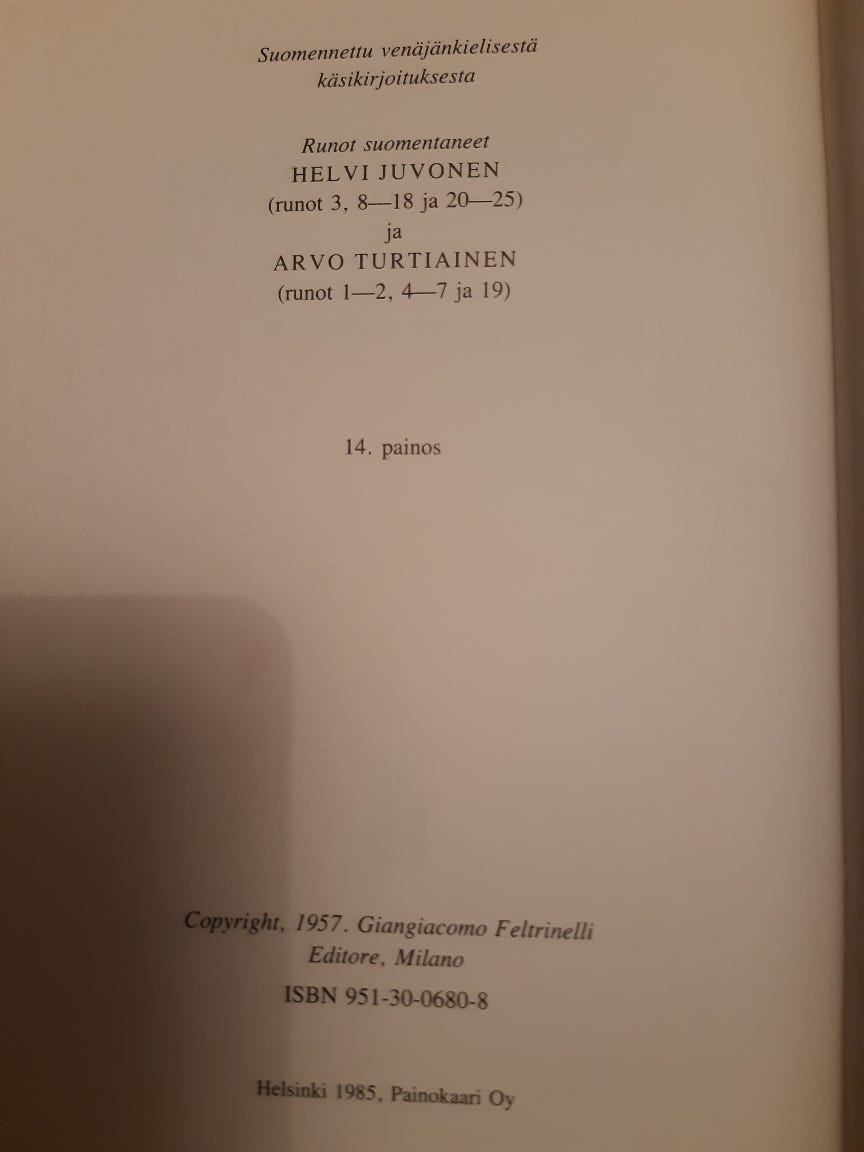 Suomennettu venäjänkielisestä
käsikirjoituksesta
Runot suomentaneet
HELVI JUVONEN
(runot 3, 8—18 ja 20—25)
ja
ARVO TURTIAINEN
(runot 1—2, 4—7 ja 19)
14. painos
Copyright, 1957. Giangiacomo Feltrinelli
Editore, Milano
ISBN 951-30-0680-8
Helsinki 1985, Painokaari Oy